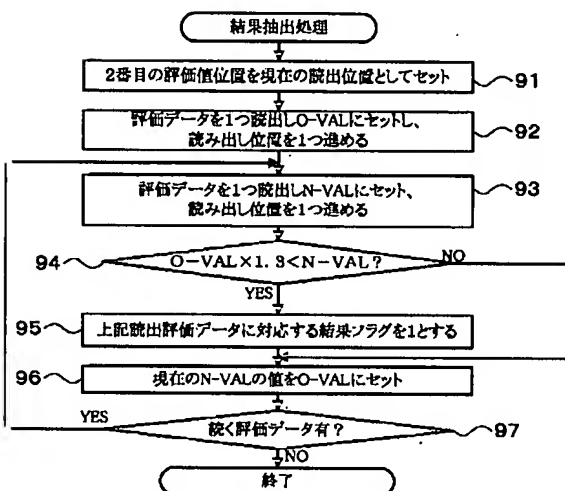 結果抽出処理
2番目の評価値位置を現在の読出位置としてセット
91
評価データを1つ読出しO-VALにセットし、
読み出し位置を1つ進める
92
評価データを1つ読出しN-VALにセット、
読み出し位置を1つ進める
93
94
O-VAL×1.3<N-VAL?
NO
YES
95
上記読出評価データに対応する結果フラグを1とする
96
現在のN-VALの値をO-VALにセット
YES
続く評価データ有?
97
NO
終了